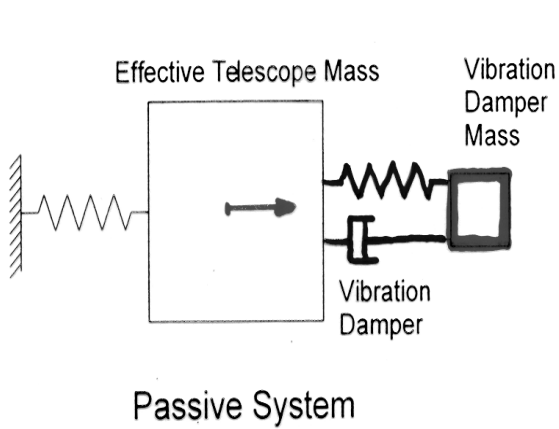 Effective Telescope Mass
Vibration
Damper
Mass
Vibration
Damper
Passive System